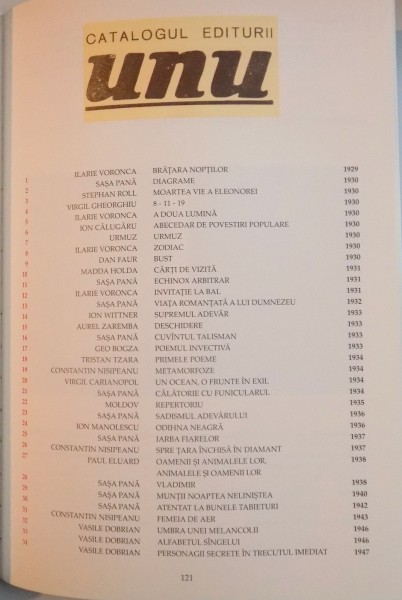 CATALOGUL EDITURII
unu
1 ILARIE VORONCA BRĂȚARA NOPȚILOR 1929
2 SAȘA PANĂ DIAGRAME 1930
3 STEPHAN ROLL MOARTEA VIE A ELEONOREI 1930
4 VIRGIL GHEORGHIU 8 - 11 - 19 1930
5 ILARIE VORONCA A DOUA LUMINĂ 1930
6 ION CĂLUGĂRU ABECEDAR DE POVESTIRI POPULARE 1930
7 URMUZ URMUZ 1930
8 ILARIE VORONCA ZODIAC 1930
9 DAN FAUR BUST 1930
10 MADDA HOLDA CĂRȚI DE VIZITĂ 1931
11 SAȘA PANĂ ECHINOX ARBITRAR 1931
12 ILARIE VORONCA INVITAȚIE LA BAL 1931
13 SAȘA PANĂ VIAȚA ROMANȚATĂ A LUI DUMNEZEU 1932
14 ION WITTNER SUPREMUL ADEVĂR 1933
15 AUREL ZAREMBA DESCHIDERE 1933
16 SAȘA PANĂ CUVÎNTUL TALISMAN 1933
17 GEO BOGZA POEMUL INVECTIVĂ 1933
18 TRISTAN TZARA PRIMELE POEME 1934
19 CONSTANTIN NISIPEANU METAMORFOZE 1934
20 VIRGIL CARIANOPOL UN OCEAN, O FRUNTE ÎN EXIL 1934
21 SAȘA PANĂ CĂLĂTORIE CU FUNICULARUL 1934
22 MOLDOV REPERTORIU 1935
23 SAȘA PANĂ SADISMUL ADEVĂRULUI 1936
24 ION MANOLESCU ODIHNA NEAGRĂ 1936
25 SAȘA PANĂ IARBA FIARELOR 1937
26 CONSTANTIN NISIPEANU SPRE ȚARA ÎNCHISĂ ÎN DIAMANT 1937
27 PAUL ELUARD OAMENII ȘI ANIMALELE LOR, 1938
ANIMALELE ȘI OAMENII LOR
28 SAȘA PANĂ VLADIMIR 1938
29 SAȘA PANĂ MUNȚII NOAPTEA NELINIȘTEA 1940
30 SAȘA PANĂ ATENTAT LA BUNELE TABIETURI 1942
31 CONSTANTIN NISIPEANU FEMEIA DE AER 1943
32 VASILE DOBRIAN UMBRA UNEI MELANCOLII 1946
33 VASILE DOBRIAN ALFABETUL SÎNGELUI 1946
34 VASILE DOBRIAN PERSONAGII SECRETE ÎN TRECUTUL IMEDIAT 1947
121